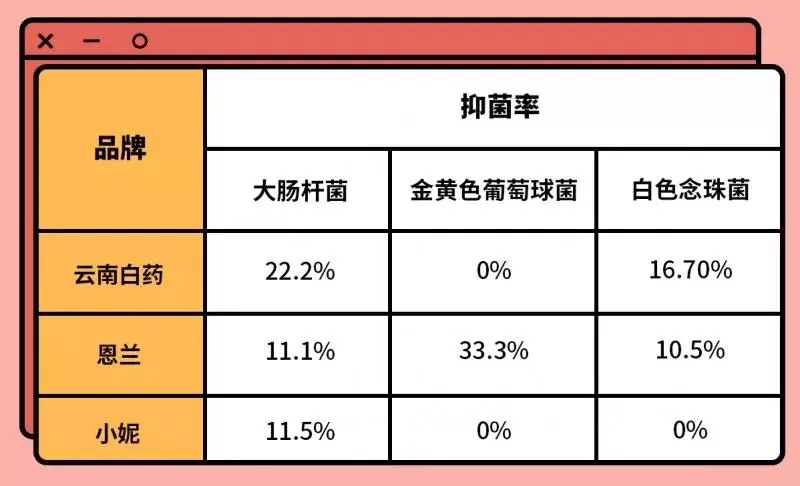 品牌
抑菌率
大肠杆菌 金黄色葡萄球菌 白色念珠菌
云南白药 22.2% 0% 16.70%
恩兰 11.1% 33.3% 10.5%
小妮 11.5% 0% 0%